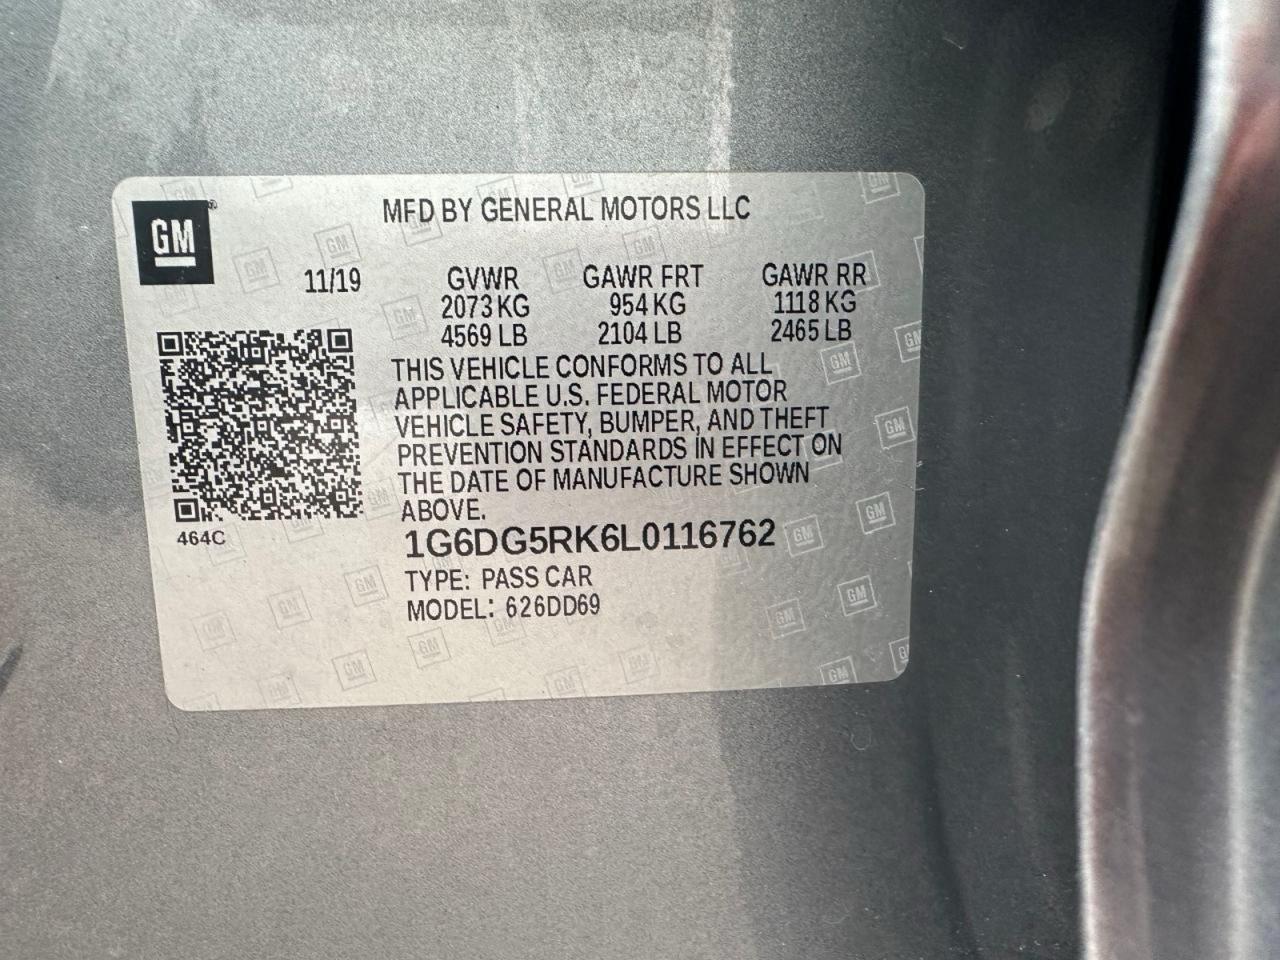 GM
MFD BY GENERAL MOTORS LLC
11/19 GVWR GAWR FRT GAWR RR
2073 KG 954 KG 1118 KG
4569 LB 2104 LB 2465 LB
THIS VEHICLE CONFORMS TO ALL
APPLICABLE U.S. FEDERAL MOTOR
VEHICLE SAFETY, BUMPER, AND THEFT
PREVENTION STANDARDS IN EFFECT ON
THE DATE OF MANUFACTURE SHOWN
ABOVE.
464C
1G6DG5RK6L0116762
TYPE: PASS CAR
MODEL: 626DD69